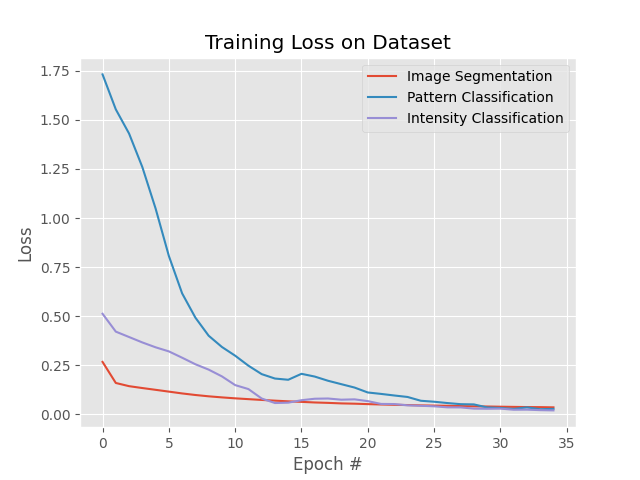 Training Loss on Dataset
Image Segmentation
Pattern Classification
Intensity Classification
1.75
1.50
1.25
1.00
0.75
0.50
0.25
0.00
Loss
0 5 10 15 20 25 30 35
Epoch #